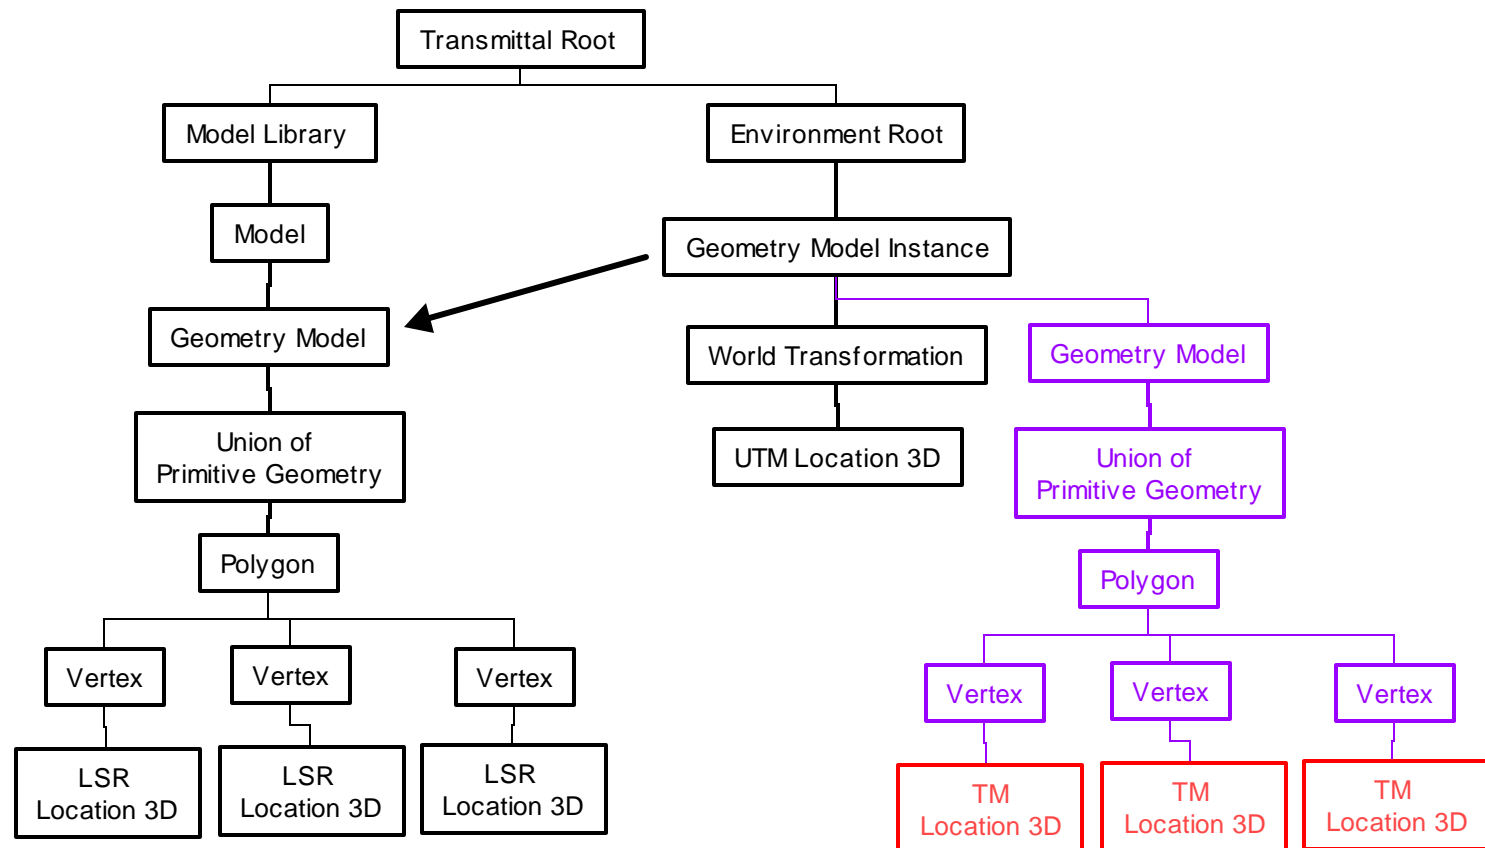 Transmittal Root
Model Library
Environment Root
Model
Geometry Model Instance
Geometry Model
World Transformation
Geometry Model
Union of
Primitive Geometry
UTM Location 3D
Union of
Primitive Geometry
Polygon
Polygon
Vertex
Vertex
Vertex
Vertex
Vertex
Vertex
LSR
Location 3D
LSR
Location 3D
LSR
Location 3D
TM
Location 3D
TM
Location 3D
TM
Location 3D